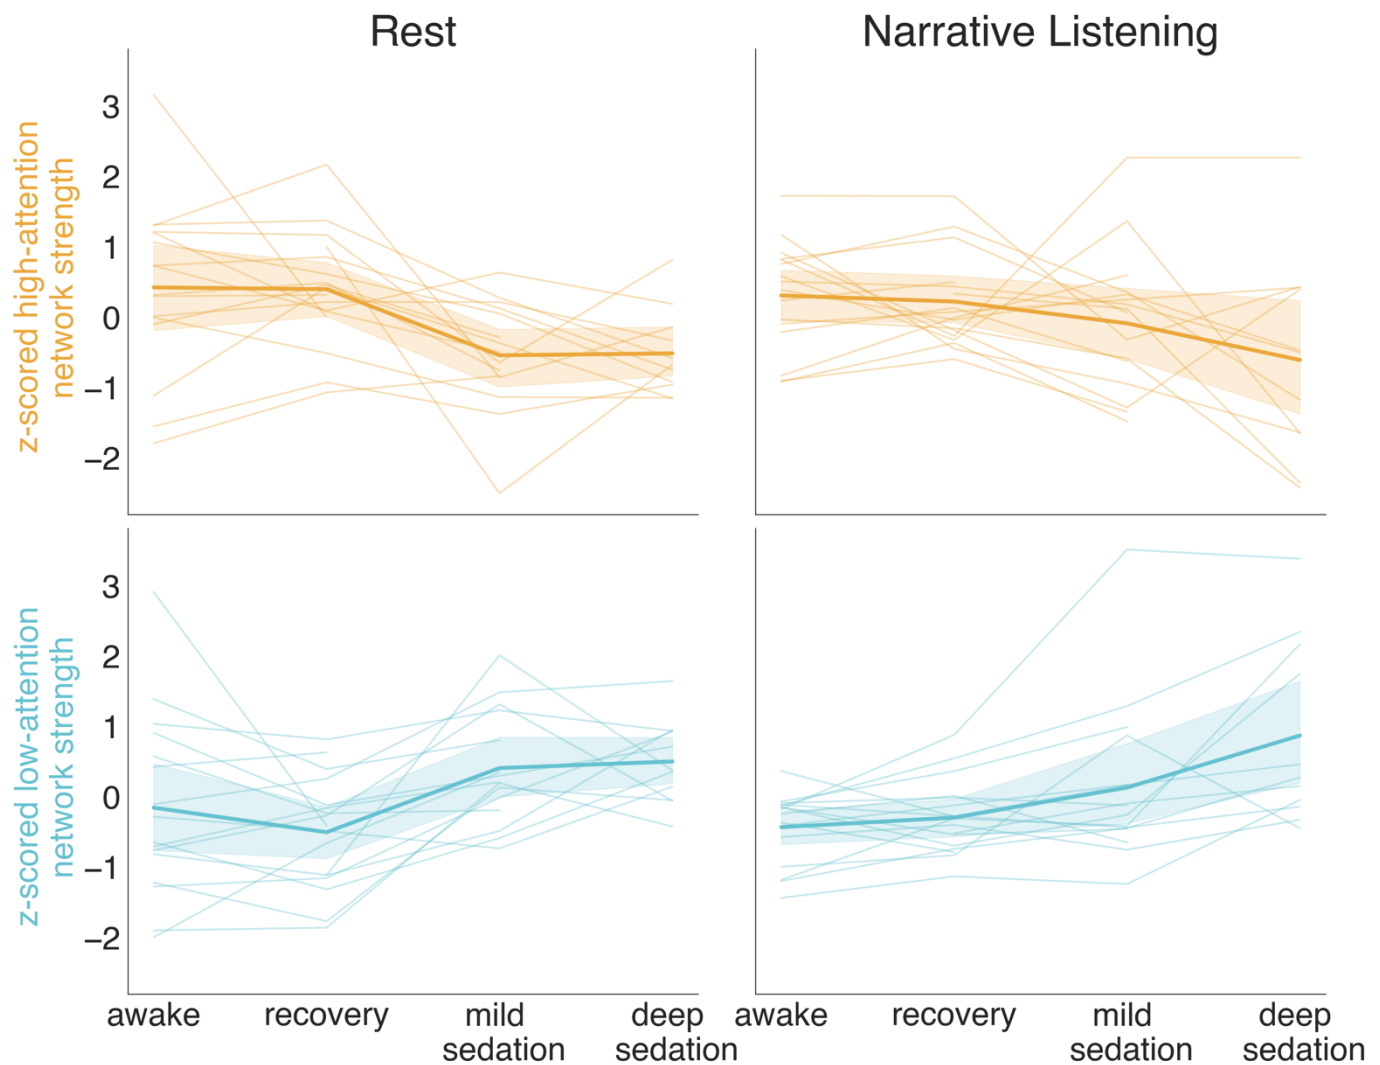 Rest
Narrative Listening
z-scored high-attention
network strength
3
2
1
0
−1
−2
z-scored low-attention
network strength
3
2
1
0
−1
−2
awake
recovery
mild
sedation
deep
sedation
awake
recovery
mild
sedation
deep
sedation